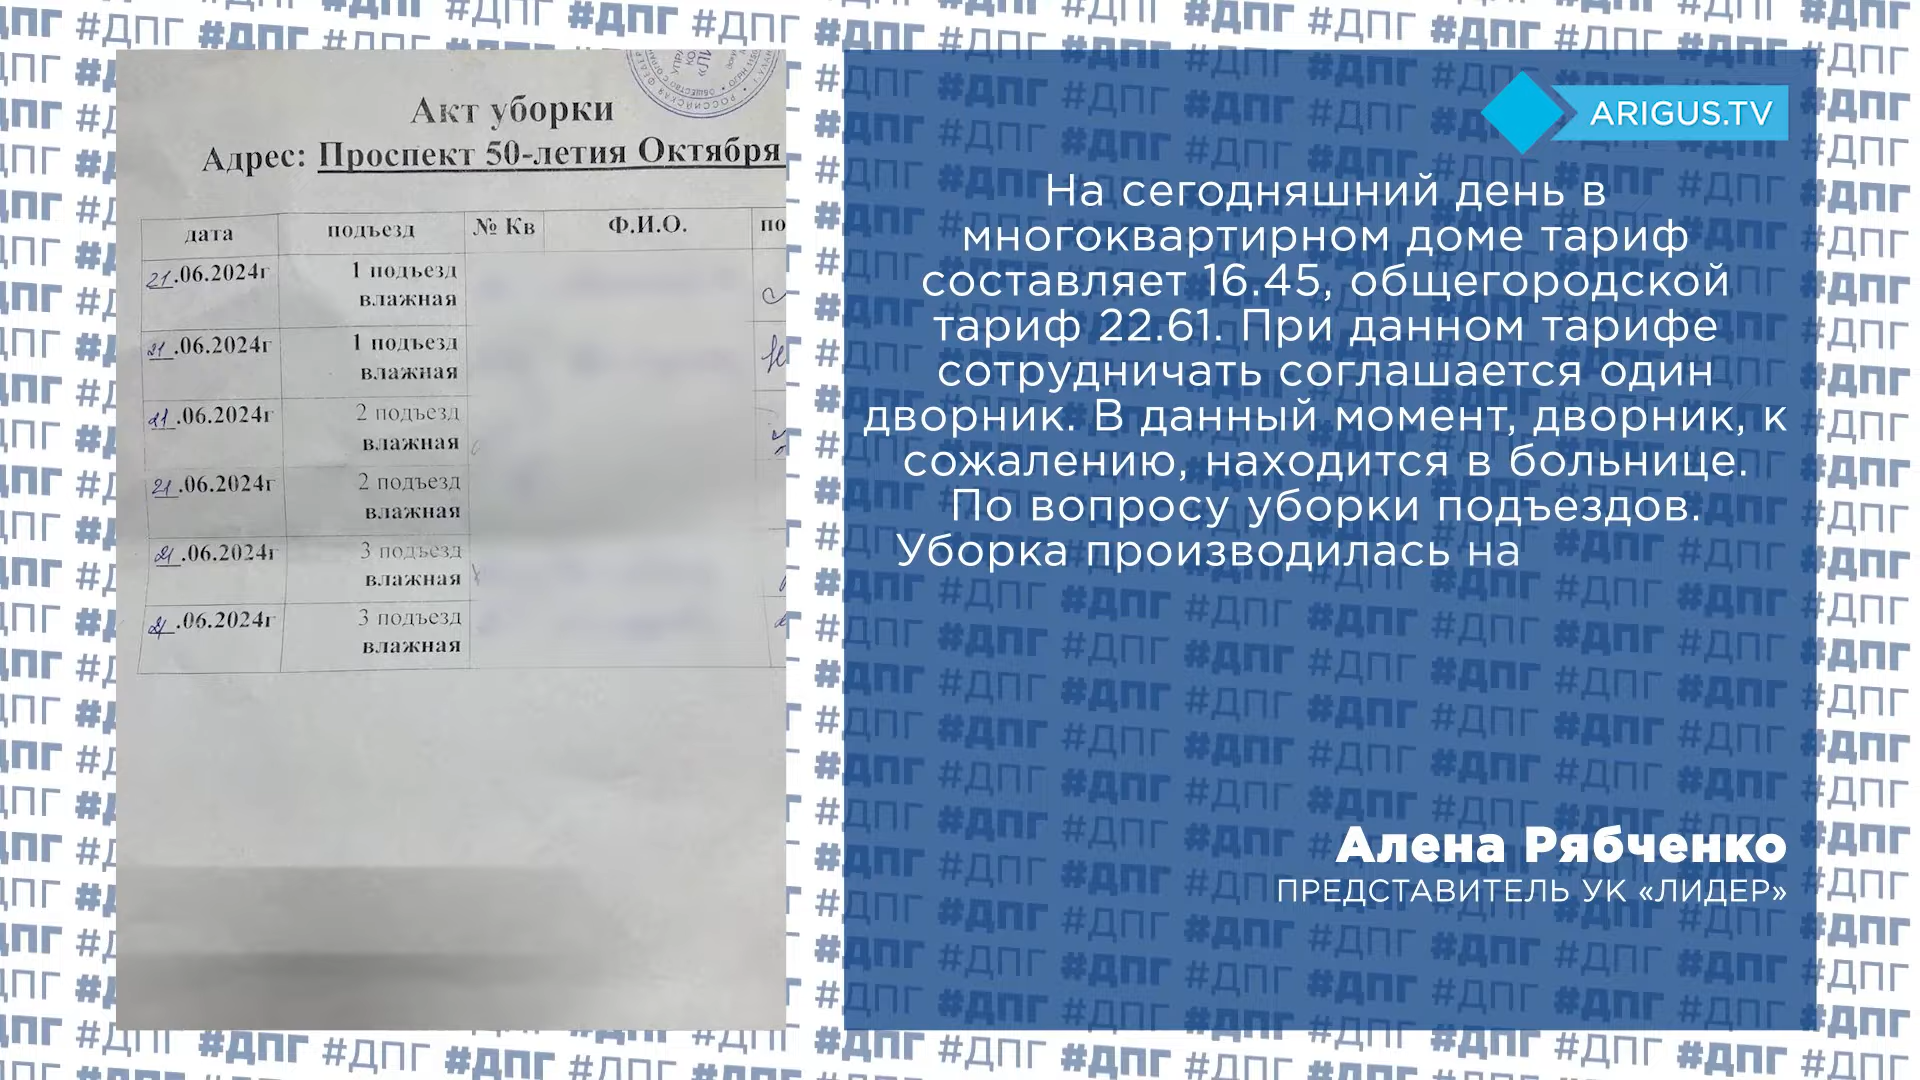 Акт уборки
Адрес: Проспект 50-летия Октября
дата подъезд № Кв Ф.И.О. по
21.06.2024г 1 подъезд
влажная
21.06.2024г 1 подъезд
влажная
21.06.2024г 2 подъезд
влажная
21.06.2024г 2 подъезд
влажная
21.06.2024г 3 подъезд
влажная
21.06.2024г 3 подъезд
влажная
ARIGUS.TV
На сегодняшний день в
многоквартирном доме тариф
составляет 16.45, общегородской
тариф 22.61. При данном тарифе
сотрудничать соглашается один
дворник. В данный момент, дворник, к
сожалению, находится в больнице.
По вопросу уборки подъездов.
Уборка производилась на
Алена Рябченко
ПРЕДСТАВИТЕЛЬ УК «ЛИДЕР»
#ДПГ